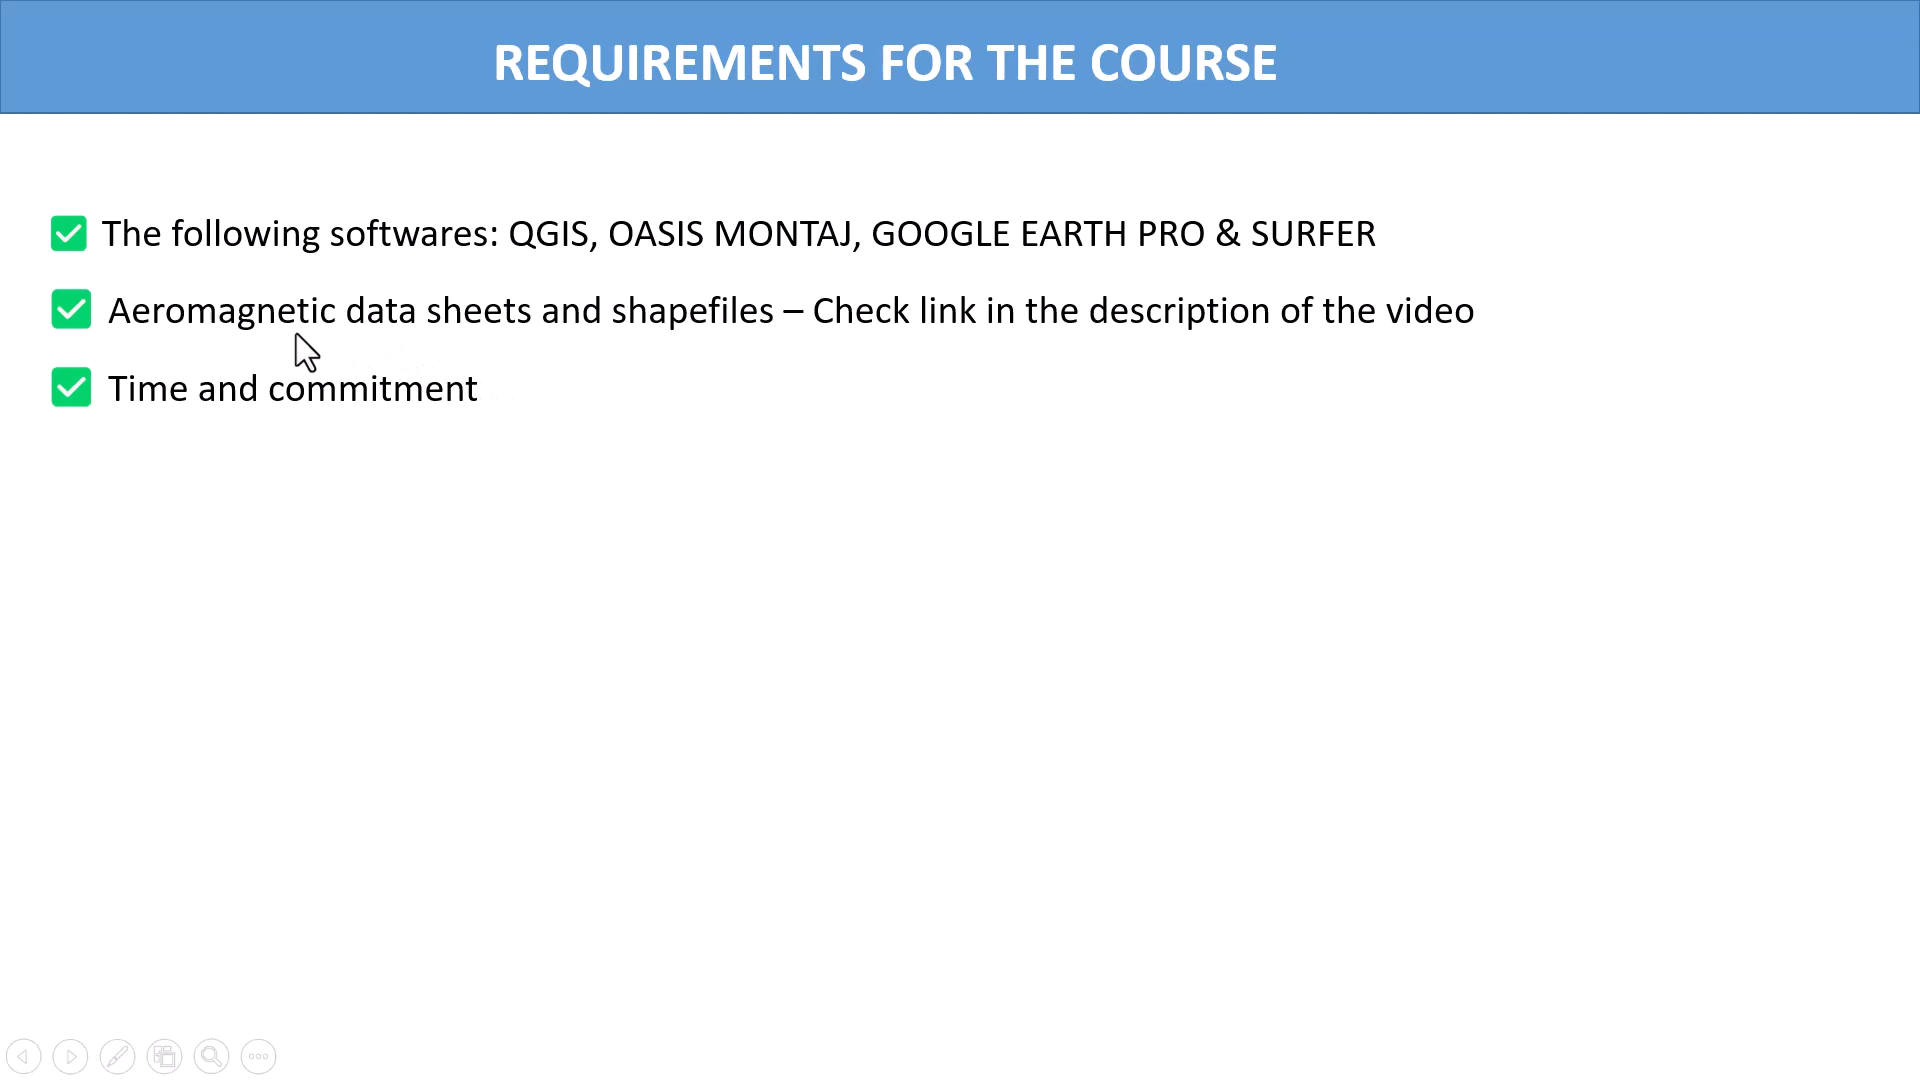 REQUIREMENTS FOR THE COURSE
The following softwares: QGIS, OASIS MONTAJ, GOOGLE EARTH PRO & SURFER
Aeromagnetic data sheets and shapefiles – Check link in the description of the video
Time and commitment